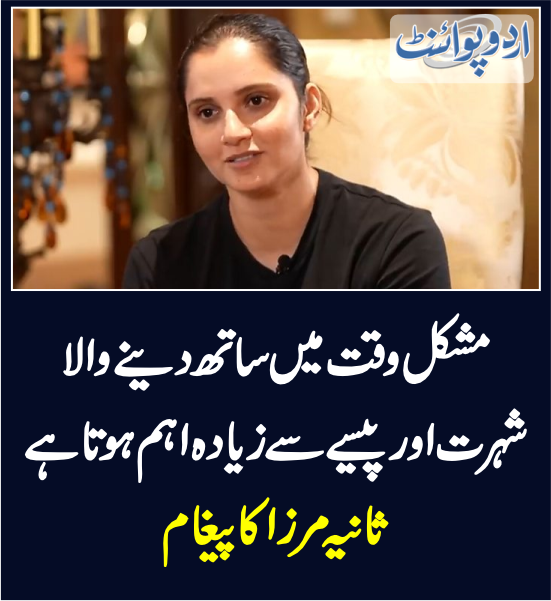 اردو پوائنٹ
مشکل وقت میں ساتھ دینے والا
شہرت اور پیسے سے زیادہ اہم ہوتا ہے
ثانیہ مرزا کا پیغام